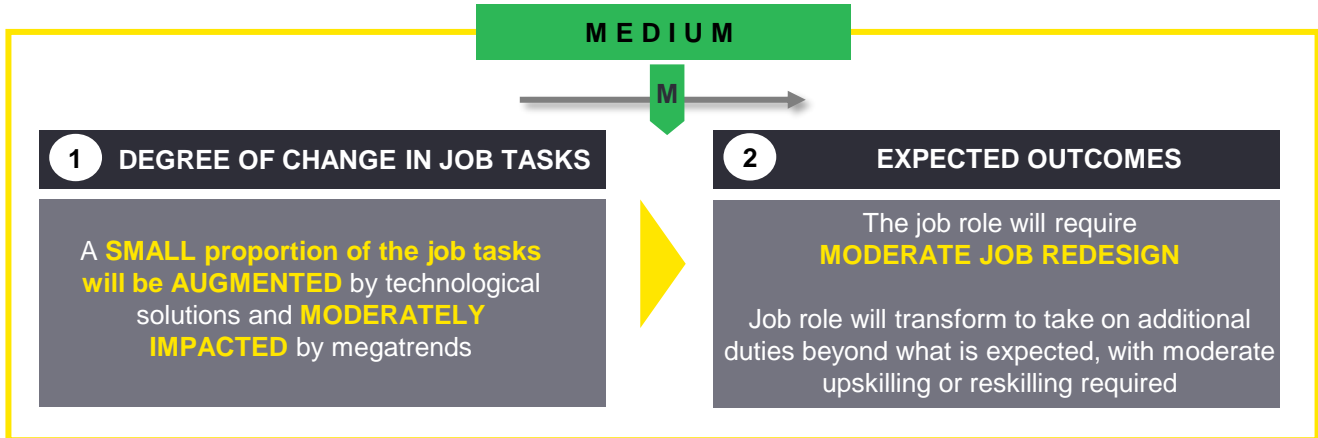 MEDIUM
M
1 DEGREE OF CHANGE IN JOB TASKS
A SMALL proportion of the job tasks
will be AUGMENTED by technological
solutions and MODERATELY
IMPACTED by megatrends
2 EXPECTED OUTCOMES
The job role will require
MODERATE JOB REDESIGN
Job role will transform to take on additional
duties beyond what is expected, with moderate
upskilling or reskilling required